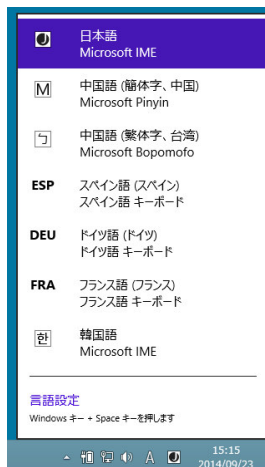 日本語
Microsoft IME
M
中国語 (簡体字、中国)
Microsoft Pinyin
ㄅ
中国語 (繁体字、台湾)
Microsoft Bopomofo
ESP
スペイン語 (スペイン)
スペイン語 キーボード
DEU
ドイツ語 (ドイツ)
ドイツ語 キーボード
FRA
フランス語 (フランス)
フランス語 キーボード
한
韓国語
Microsoft IME
言語設定
Windows キー + Space キーを押します
A
15:15
2014/09/23